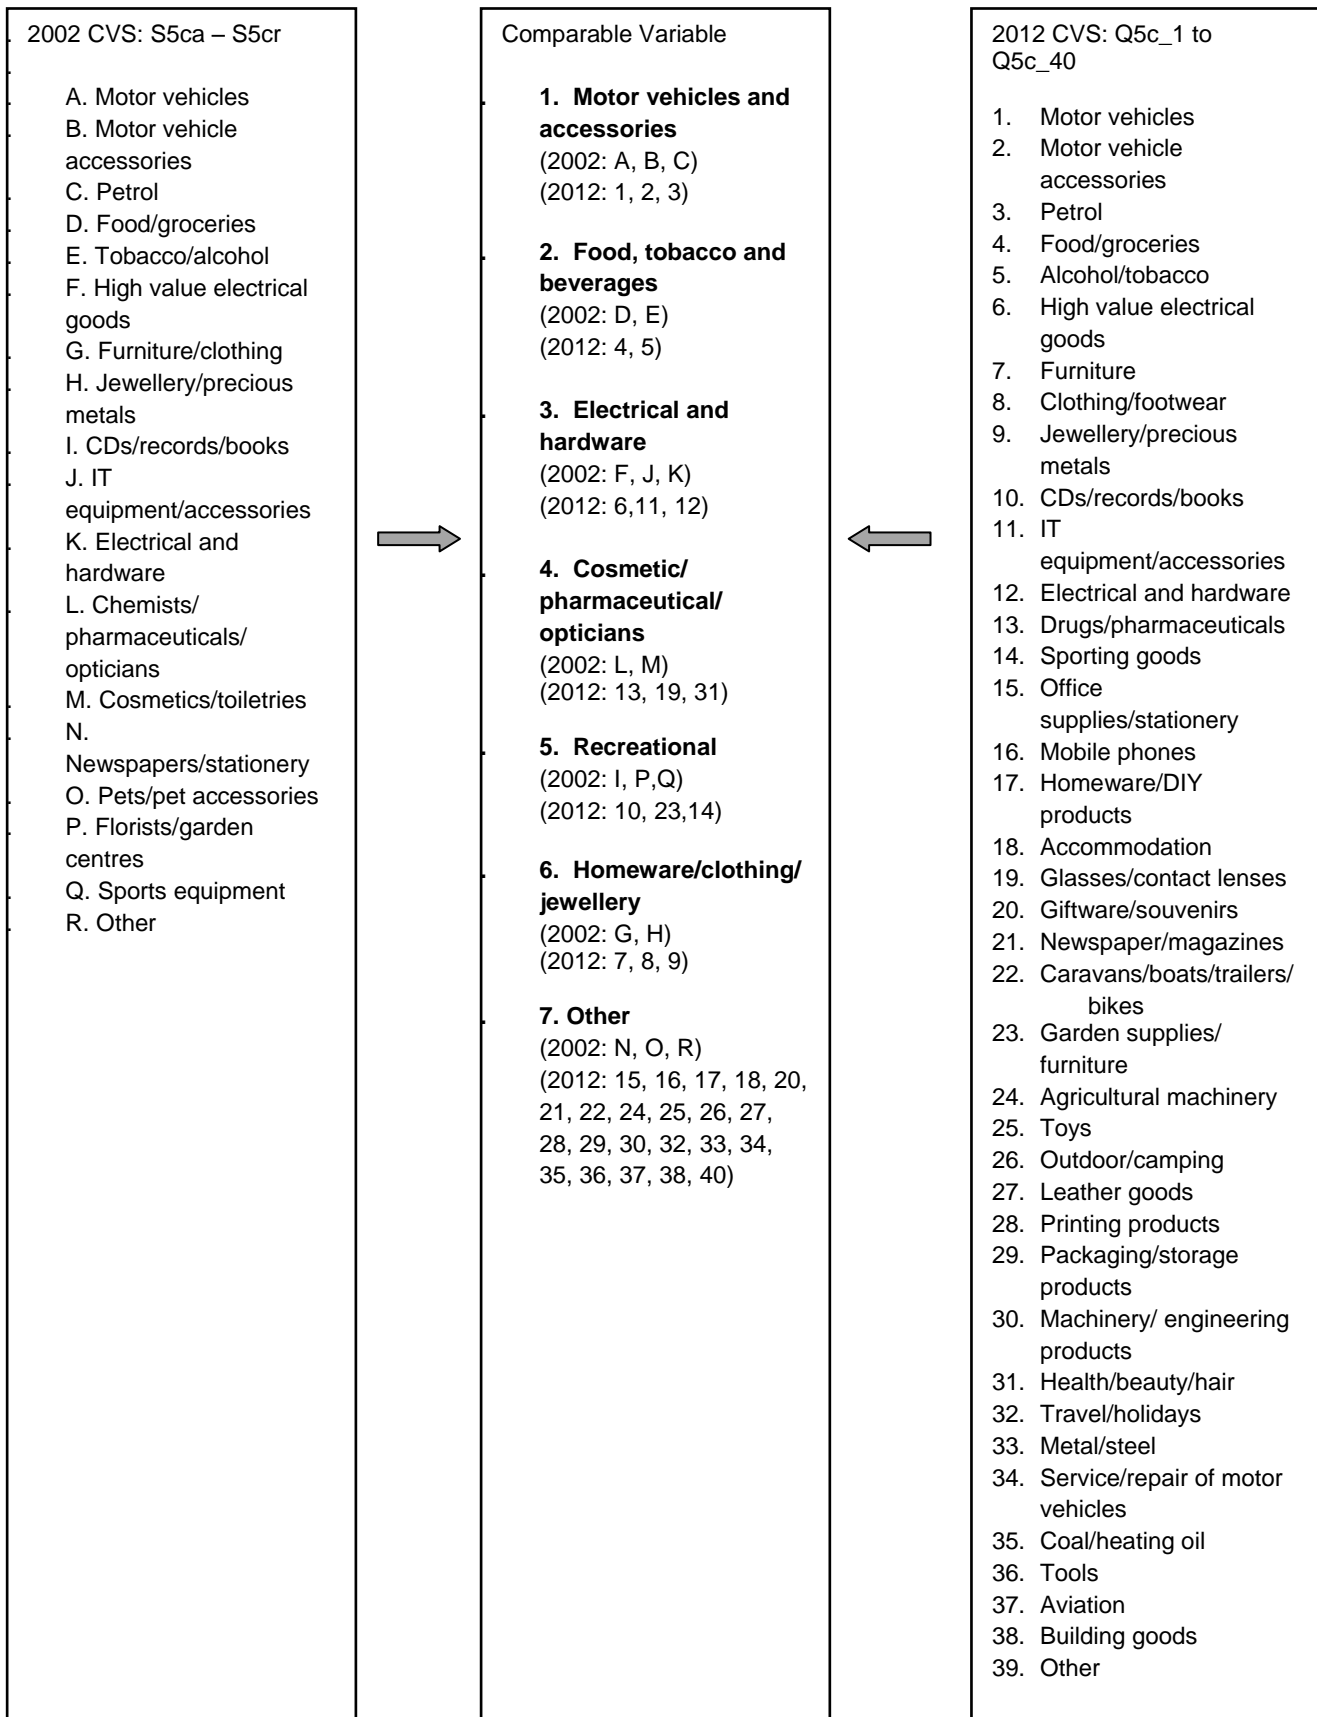 2002 CVS: S5ca – S5cr
A. Motor vehicles
B. Motor vehicle
accessories
C. Petrol
D. Food/groceries
E. Tobacco/alcohol
F. High value electrical
goods
G. Furniture/clothing
H. Jewellery/precious
metals
I. CDs/records/books
J. IT
equipment/accessories
K. Electrical and
hardware
L. Chemists/
pharmaceuticals/
opticians
M. Cosmetics/toiletries
N.
Newspapers/stationery
O. Pets/pet accessories
P. Florists/garden
centres
Q. Sports equipment
R. Other
Comparable Variable
1. Motor vehicles and
accessories
(2002: A, B, C)
(2012: 1, 2, 3)
2. Food, tobacco and
beverages
(2002: D, E)
(2012: 4, 5)
3. Electrical and
hardware
(2002: F, J, K)
(2012: 6,11, 12)
4. Cosmetic/
pharmaceutical/
opticians
(2002: L, M)
(2012: 13, 19, 31)
5. Recreational
(2002: I, P,Q)
(2012: 10, 23,14)
6. Homeware/clothing/
jewellery
(2002: G, H)
(2012: 7, 8, 9)
7. Other
(2002: N, O, R)
(2012: 15, 16, 17, 18, 20,
21, 22, 24, 25, 26, 27,
28, 29, 30, 32, 33, 34,
35, 36, 37, 38, 40)
2012 CVS: Q5c_1 to
Q5c_40
1. Motor vehicles
2. Motor vehicle
accessories
3. Petrol
4. Food/groceries
5. Alcohol/tobacco
6. High value electrical
goods
7. Furniture
8. Clothing/footwear
9. Jewellery/precious
metals
10. CDs/records/books
11. IT
equipment/accessories
12. Electrical and hardware
13. Drugs/pharmaceuticals
14. Sporting goods
15. Office
supplies/stationery
16. Mobile phones
17. Homeware/DIY
products
18. Accommodation
19. Glasses/contact lenses
20. Giftware/souvenirs
21. Newspaper/magazines
22. Caravans/boats/trailers/
bikes
23. Garden supplies/
furniture
24. Agricultural machinery
25. Toys
26. Outdoor/camping
27. Leather goods
28. Printing products
29. Packaging/storage
products
30. Machinery/ engineering
products
31. Health/beauty/hair
32. Travel/holidays
33. Metal/steel
34. Service/repair of motor
vehicles
35. Coal/heating oil
36. Tools
37. Aviation
38. Building goods
39. Other